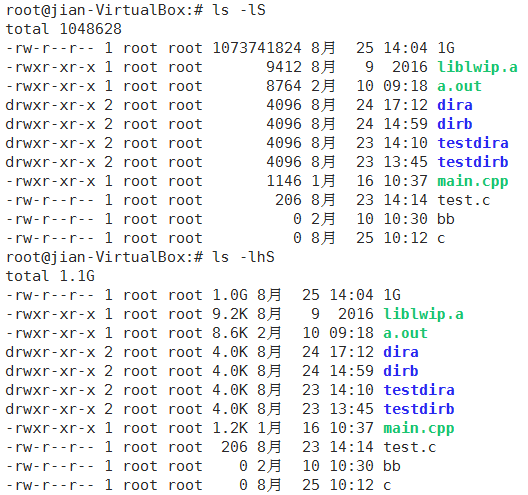 root@jian-VirtualBox:# ls -lS
total 1048628
-rw-r--r-- 1 root root 1073741824 8月  25 14:04 1G
-rwxr-xr-x 1 root root       9412 8月   9  2016 liblwip.a
-rwxr-xr-x 1 root root       8764 2月  10 09:18 a.out
drwxr-xr-x 2 root root       4096 8月  24 17:12 dira
drwxr-xr-x 2 root root       4096 8月  24 14:59 dirb
drwxr-xr-x 2 root root       4096 8月  23 14:10 testdira
drwxr-xr-x 2 root root       4096 8月  23 13:45 testdirb
-rwxr-xr-x 1 root root       1146 1月  16 10:37 main.cpp
-rw-r--r-- 1 root root        206 8月  23 14:14 test.c
-rw-r--r-- 1 root root          0 2月  10 10:30 bb
-rw-r--r-- 1 root root          0 8月  25 10:12 c
root@jian-VirtualBox:# ls -lhS
total 1.1G
-rw-r--r-- 1 root root 1.0G 8月  25 14:04 1G
-rwxr-xr-x 1 root root 9.2K 8月   9  2016 liblwip.a
-rwxr-xr-x 1 root root 8.6K 2月  10 09:18 a.out
drwxr-xr-x 2 root root 4.0K 8月  24 17:12 dira
drwxr-xr-x 2 root root 4.0K 8月  24 14:59 dirb
drwxr-xr-x 2 root root 4.0K 8月  23 14:10 testdira
drwxr-xr-x 2 root root 4.0K 8月  23 13:45 testdirb
-rwxr-xr-x 1 root root 1.2K 1月  16 10:37 main.cpp
-rw-r--r-- 1 root root  206 8月  23 14:14 test.c
-rw-r--r-- 1 root root    0 2月  10 10:30 bb
-rw-r--r-- 1 root root    0 8月  25 10:12 c